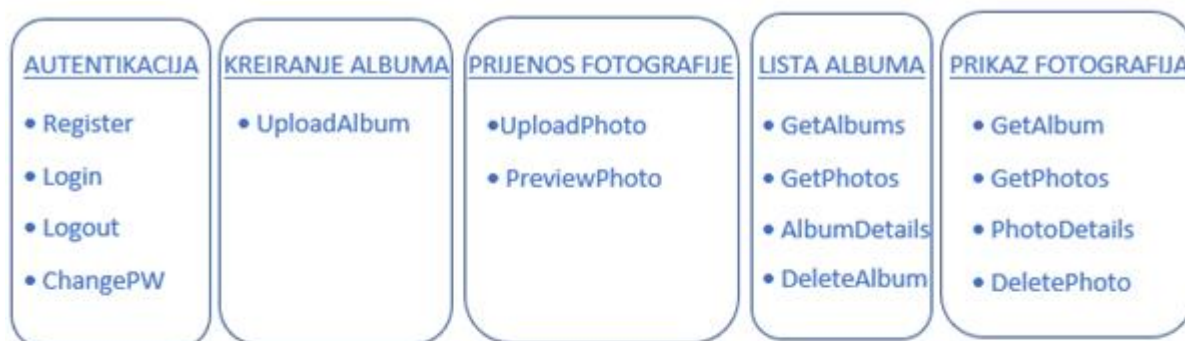 AUTENTIKACIJA
• Register
• Login
• Logout
• ChangePW
KREIRANJE ALBUMA
• UploadAlbum
PRIJENOS FOTOGRAFIJE
•UploadPhoto
• PreviewPhoto
LISTA ALBUMA
• GetAlbums
• GetPhotos
• AlbumDetails
• DeleteAlbum
PRIKAZ FOTOGRAFIJA
• GetAlbum
• GetPhotos
• PhotoDetails
• DeletePhoto